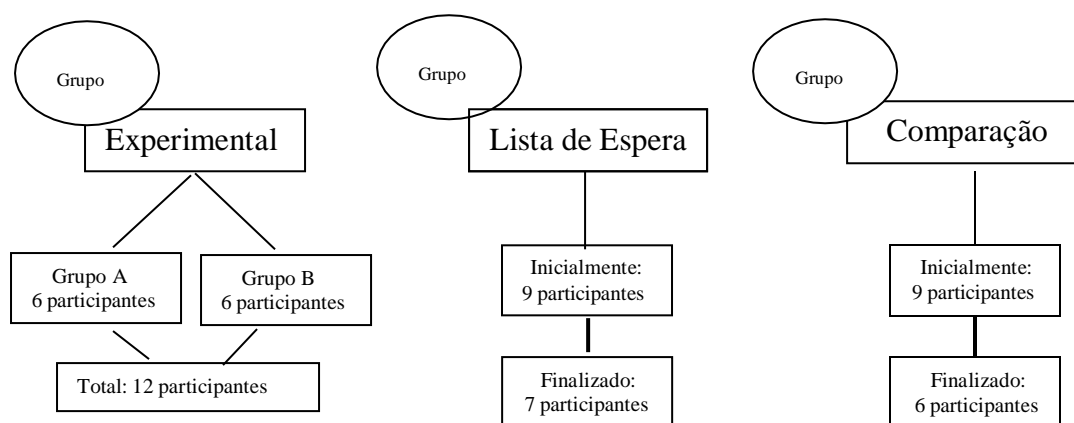 Grupo
Experimental
Grupo A
6 participantes
Grupo B
6 participantes
Total: 12 participantes
Grupo
Lista de Espera
Inicialmente:
9 participantes
Finalizado:
7 participantes
Grupo
Comparação
Inicialmente:
9 participantes
Finalizado:
6 participantes